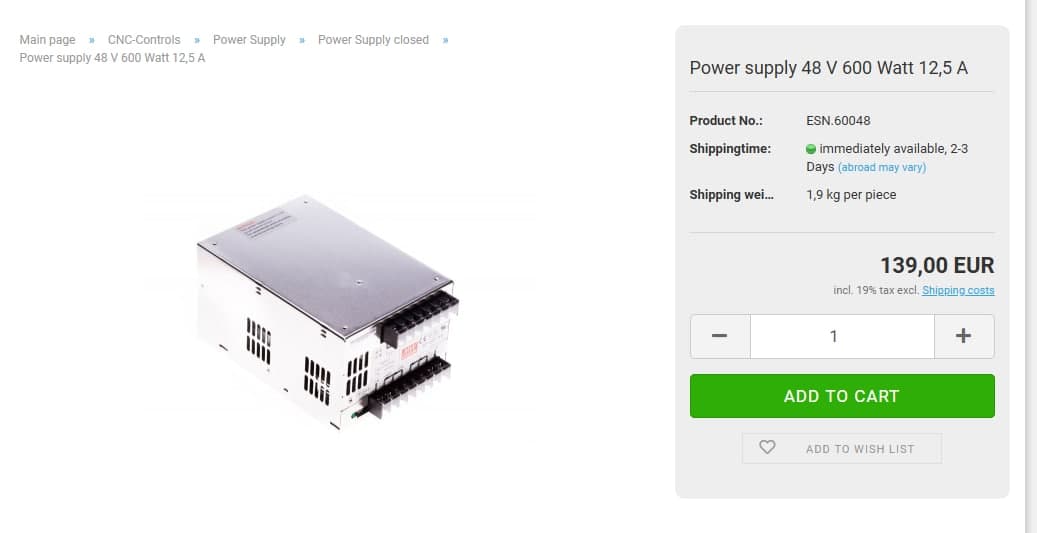 Main page » CNC-Controls » Power Supply » Power Supply closed »
Power supply 48 V 600 Watt 12,5 A
Power supply 48 V 600 Watt 12,5 A
Product No.: ESN.60048
Shippingtime: immediately available, 2-3
Days (abroad may vary)
Shipping wei... 1,9 kg per piece
139,00 EUR
incl. 19% tax excl. Shipping costs
− 1 +
ADD TO CART
ADD TO WISH LIST